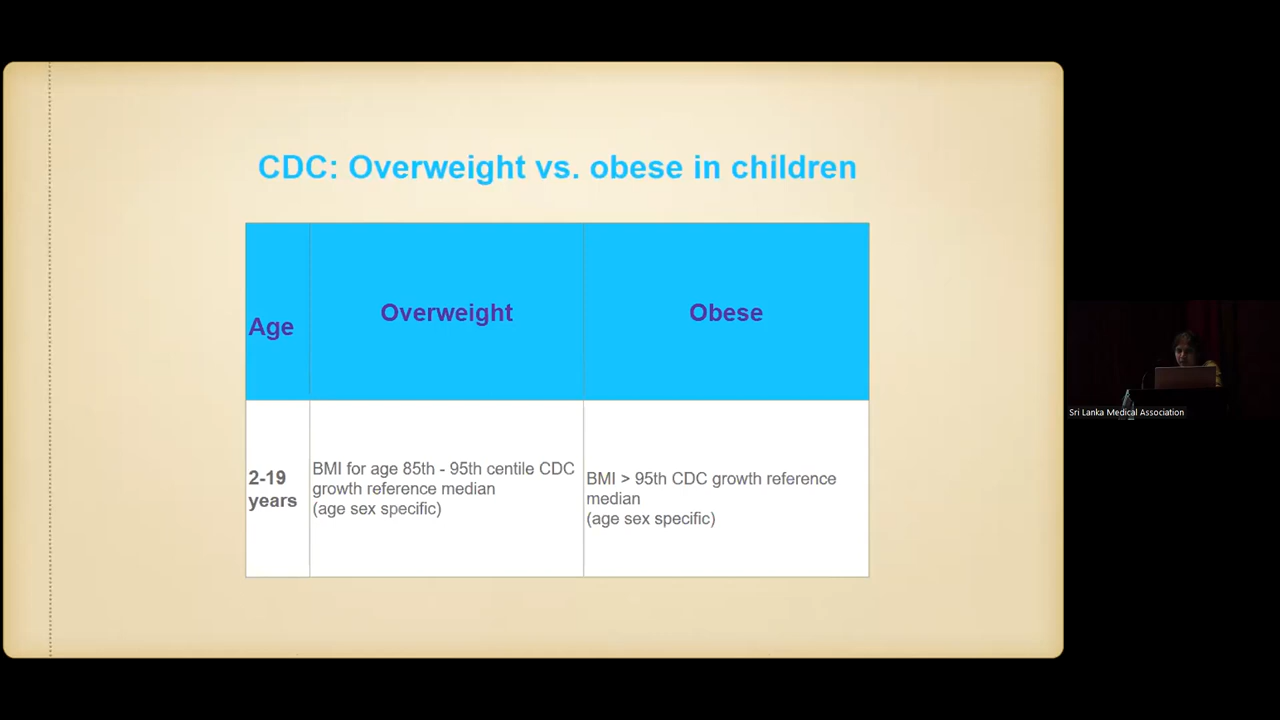 CDC: Overweight vs. obese in children
Age
Overweight
Obese
2-19
years
BMI for age 85th - 95th centile CDC
growth reference median
(age sex specific)
BMI > 95th CDC growth reference
median
(age sex specific)
Sri Lanka Medical Association